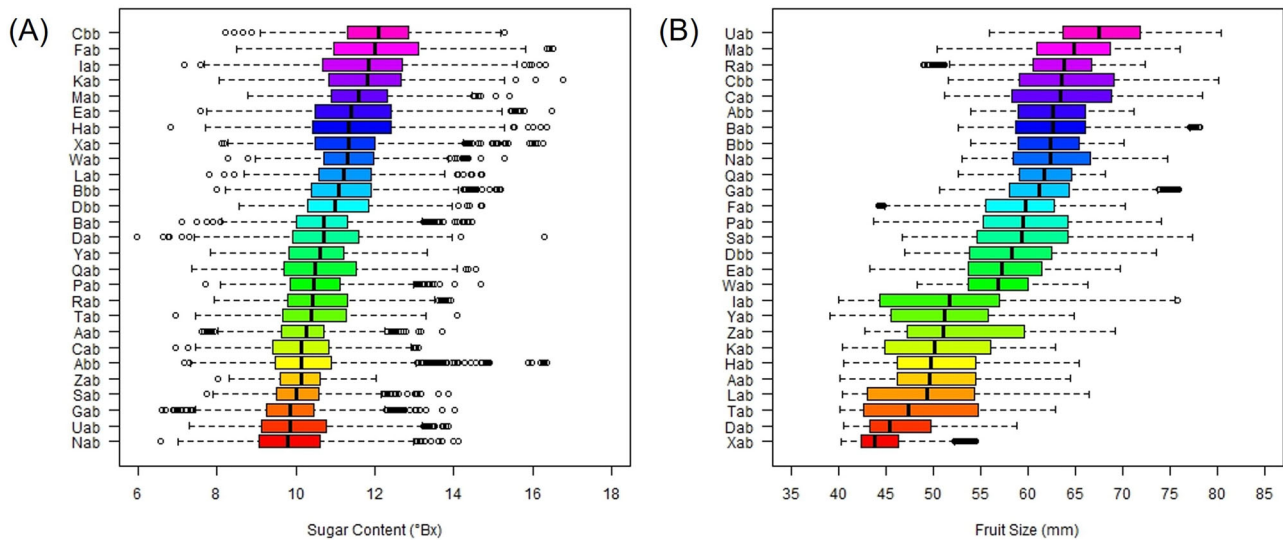 (A)
Cbb
Fab
Iab
Kab
Mab
Eab
Hab
Xab
Wab
Lab
Bbb
Dbb
Bab
Dab
Yab
Qab
Pab
Rab
Tab
Aab
Cab
Abb
Zab
Sab
Gab
Uab
Nab
6 8 10 12 14 16 18
Sugar Content (°Bx)
(B)
Uab
Mab
Rab
Cbb
Cab
Abb
Bab
Bbb
Nab
Qab
Gab
Fab
Pab
Sab
Dbb
Eab
Wab
Iab
Yab
Zab
Kab
Hab
Aab
Lab
Tab
Dab
Xab
35 40 45 50 55 60 65 70 75 80 85
Fruit Size (mm)